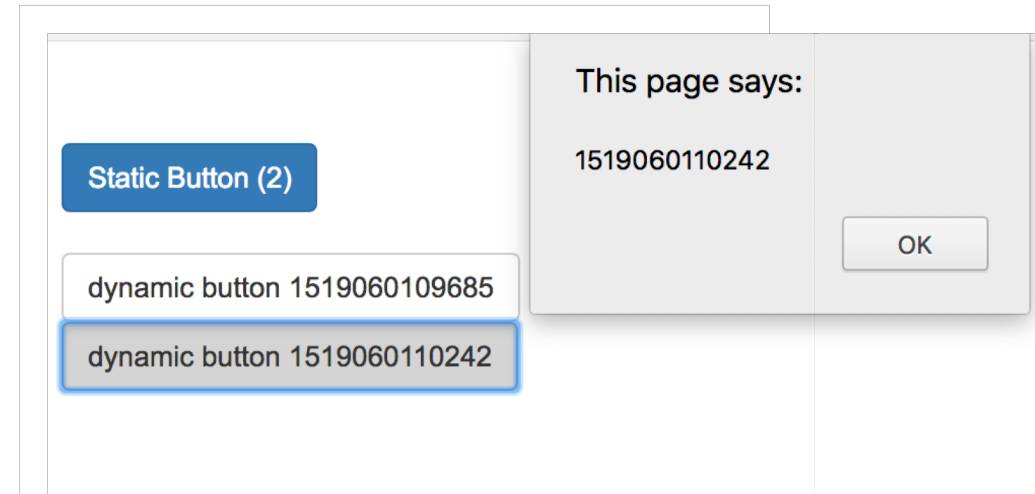 Static Button (2)
dynamic button 1519060109685
dynamic button 1519060110242
This page says:
1519060110242
OK